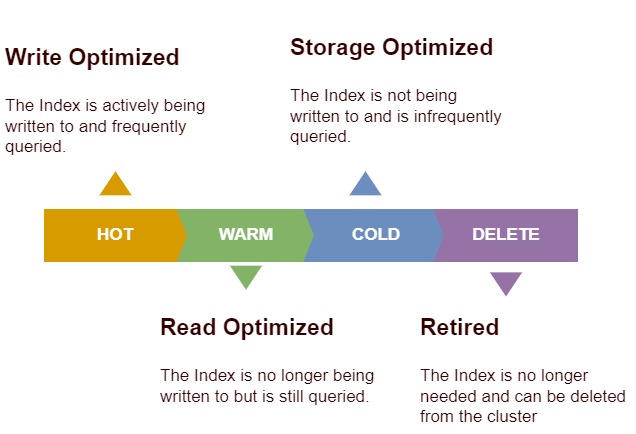 Write Optimized
The Index is actively being
written to and frequently
queried.
Storage Optimized
The Index is not being
written to and is infrequently
queried.
HOT
WARM
COLD
DELETE
Read Optimized
The Index is no longer being
written to but is still queried.
Retired
The Index is no longer
needed and can be deleted
from the cluster